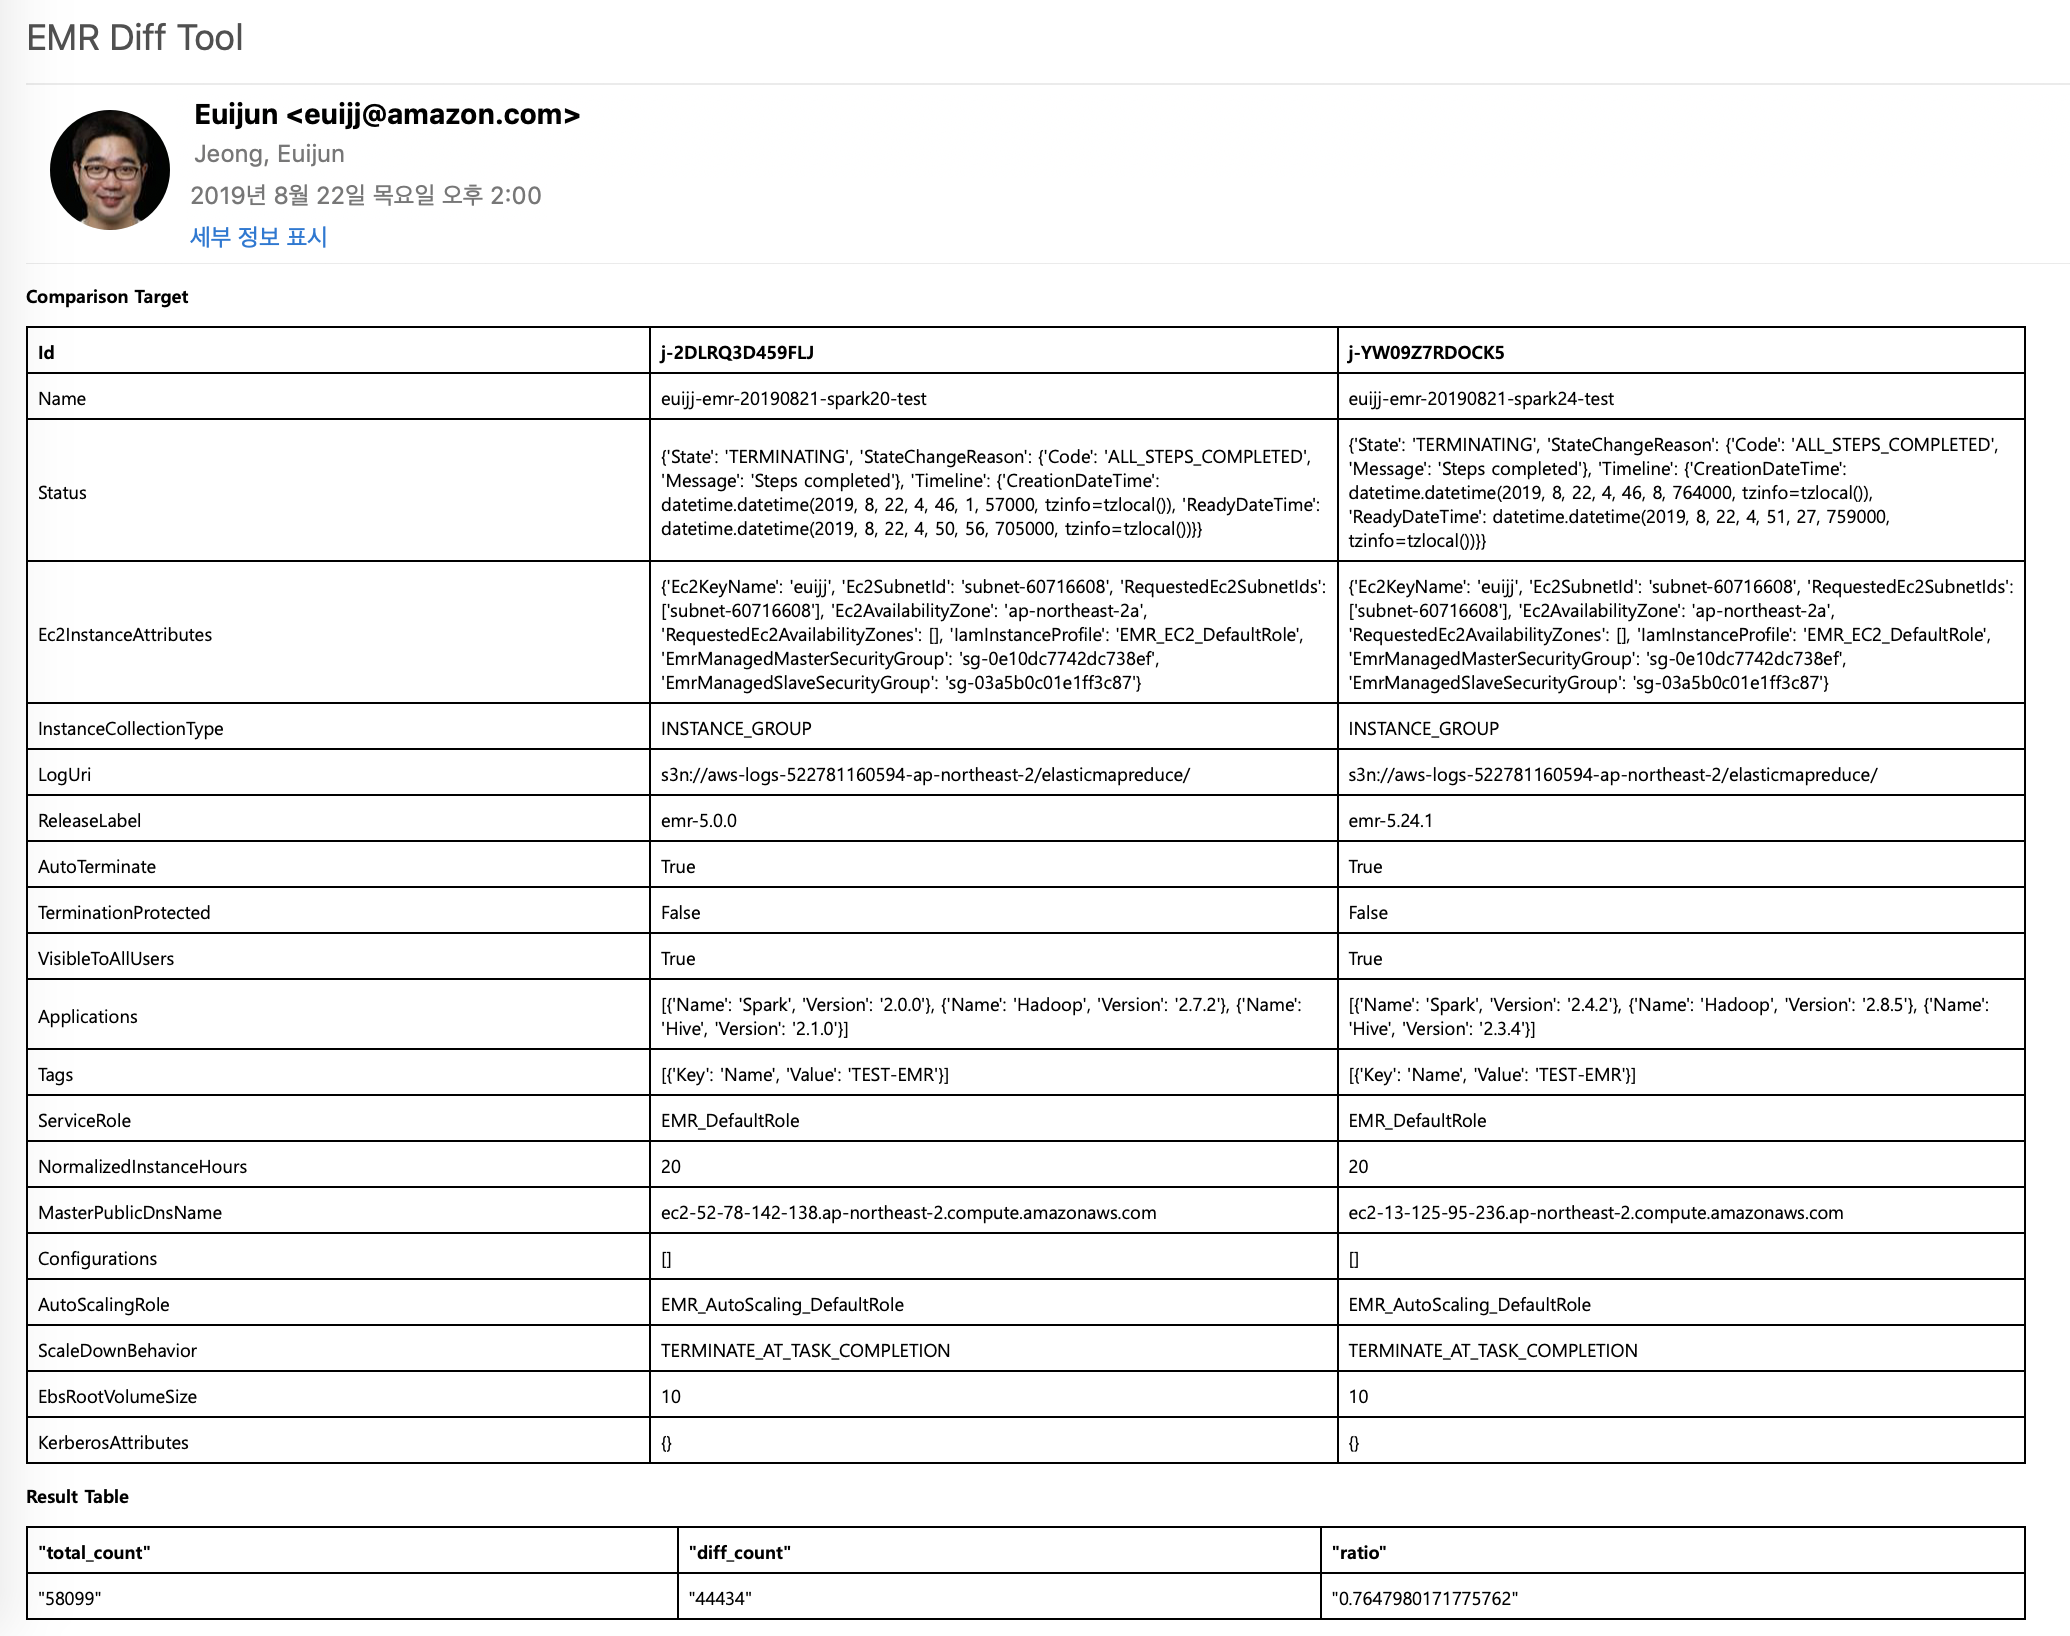 EMR Diff Tool
Euijun <euijj@amazon.com>
Jeong, Euijun
2019년 8월 22일 목요일 오후 2:00
세부 정보 표시
Comparison Target
Id j-2DLRQ3D459FLJ j-YW09Z7RDOCK5
Name euijj-emr-20190821-spark20-test euijj-emr-20190821-spark24-test
Status
{'State': 'TERMINATING', 'StateChangeReason': {'Code': 'ALL_STEPS_COMPLETED',
'Message': 'Steps completed'}, 'Timeline': {'CreationDateTime':
datetime.datetime(2019, 8, 22, 4, 46, 1, 57000, tzinfo=tzlocal()), 'ReadyDateTime':
datetime.datetime(2019, 8, 22, 4, 50, 56, 705000, tzinfo=tzlocal())}}
{'State': 'TERMINATING', 'StateChangeReason': {'Code': 'ALL_STEPS_COMPLETED',
'Message': 'Steps completed'}, 'Timeline': {'CreationDateTime':
datetime.datetime(2019, 8, 22, 4, 46, 8, 764000, tzinfo=tzlocal()),
'ReadyDateTime': datetime.datetime(2019, 8, 22, 4, 51, 27, 759000,
tzinfo=tzlocal())}}
Ec2InstanceAttributes
{'Ec2KeyName': 'euijj', 'Ec2SubnetId': 'subnet-60716608', 'RequestedEc2SubnetIds':
['subnet-60716608'], 'Ec2AvailabilityZone': 'ap-northeast-2a',
'RequestedEc2AvailabilityZones': [], 'IamInstanceProfile': 'EMR_EC2_DefaultRole',
'EmrManagedMasterSecurityGroup': 'sg-0e10dc7742dc738ef',
'EmrManagedSlaveSecurityGroup': 'sg-03a5b0c01e1ff3c87'}
{'Ec2KeyName': 'euijj', 'Ec2SubnetId': 'subnet-60716608', 'RequestedEc2SubnetIds':
['subnet-60716608'], 'Ec2AvailabilityZone': 'ap-northeast-2a',
'RequestedEc2AvailabilityZones': [], 'IamInstanceProfile': 'EMR_EC2_DefaultRole',
'EmrManagedMasterSecurityGroup': 'sg-0e10dc7742dc738ef',
'EmrManagedSlaveSecurityGroup': 'sg-03a5b0c01e1ff3c87'}
InstanceCollectionType INSTANCE_GROUP INSTANCE_GROUP
LogUri s3n://aws-logs-522781160594-ap-northeast-2/elasticmapreduce/ s3n://aws-logs-522781160594-ap-northeast-2/elasticmapreduce/
ReleaseLabel emr-5.0.0 emr-5.24.1
AutoTerminate True True
TerminationProtected False False
VisibleToAllUsers True True
Applications
[{'Name': 'Spark', 'Version': '2.0.0'}, {'Name': 'Hadoop', 'Version': '2.7.2'}, {'Name':
'Hive', 'Version': '2.1.0'}]
[{'Name': 'Spark', 'Version': '2.4.2'}, {'Name': 'Hadoop', 'Version': '2.8.5'}, {'Name':
'Hive', 'Version': '2.3.4'}]
Tags [{'Key': 'Name', 'Value': 'TEST-EMR'}] [{'Key': 'Name', 'Value': 'TEST-EMR'}]
ServiceRole EMR_DefaultRole EMR_DefaultRole
NormalizedInstanceHours 20 20
MasterPublicDnsName ec2-52-78-142-138.ap-northeast-2.compute.amazonaws.com ec2-13-125-95-236.ap-northeast-2.compute.amazonaws.com
Configurations [] []
AutoScalingRole EMR_AutoScaling_DefaultRole EMR_AutoScaling_DefaultRole
ScaleDownBehavior TERMINATE_AT_TASK_COMPLETION TERMINATE_AT_TASK_COMPLETION
EbsRootVolumeSize 10 10
KerberosAttributes {} {}
Result Table
"total_count" "diff_count" "ratio"
"58099" "44434" "0.7647980171775762"